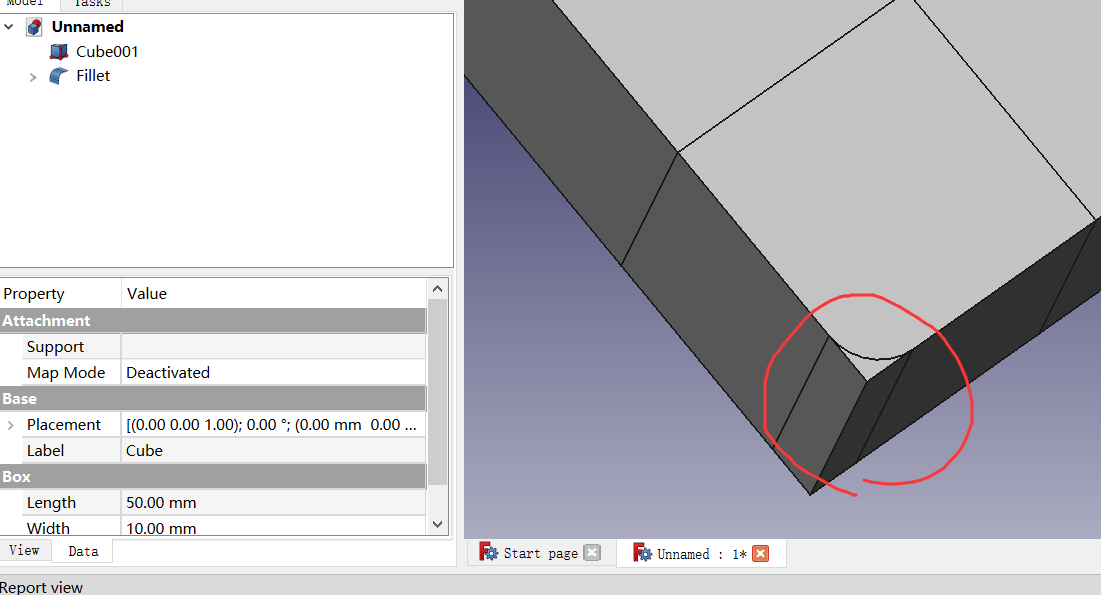 Model Tasks
Unnamed
Cube001
Fillet
Property Value
Attachment
Support
Map Mode Deactivated
Base
Placement [(0.00 0.00 1.00); 0.00 °; (0.00 mm 0.00 ...
Label Cube
Box
Length 50.00 mm
Width 10.00 mm
View Data
Start page
Unnamed : 1*
Report view